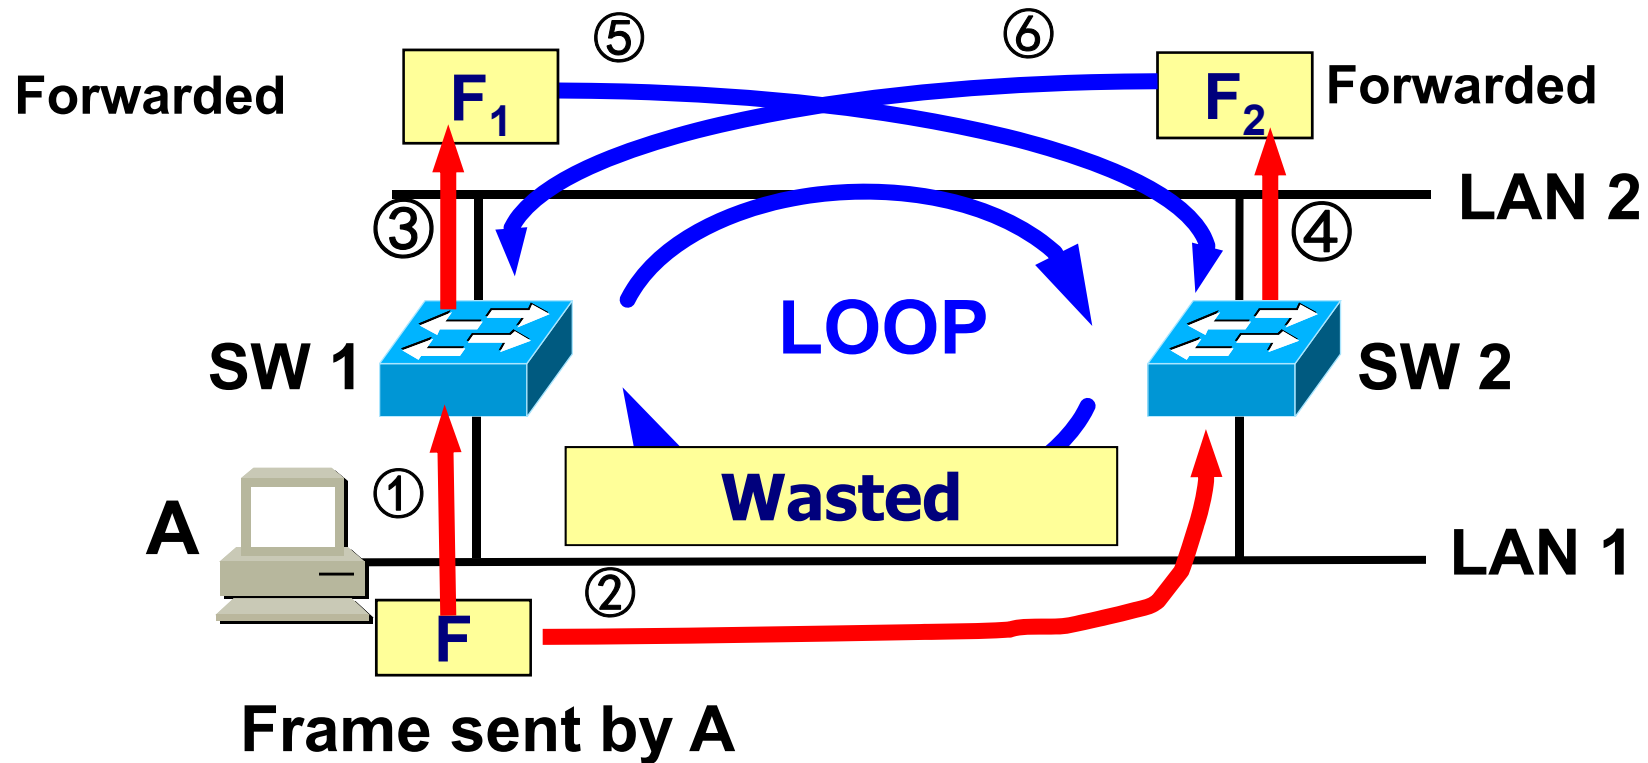 ⑤
⑥
Forwarded
F1
F2
Forwarded
LAN 2
③
④
LOOP
SW 1
SW 2
①
Wasted
A
LAN 1
②
F
Frame sent by A